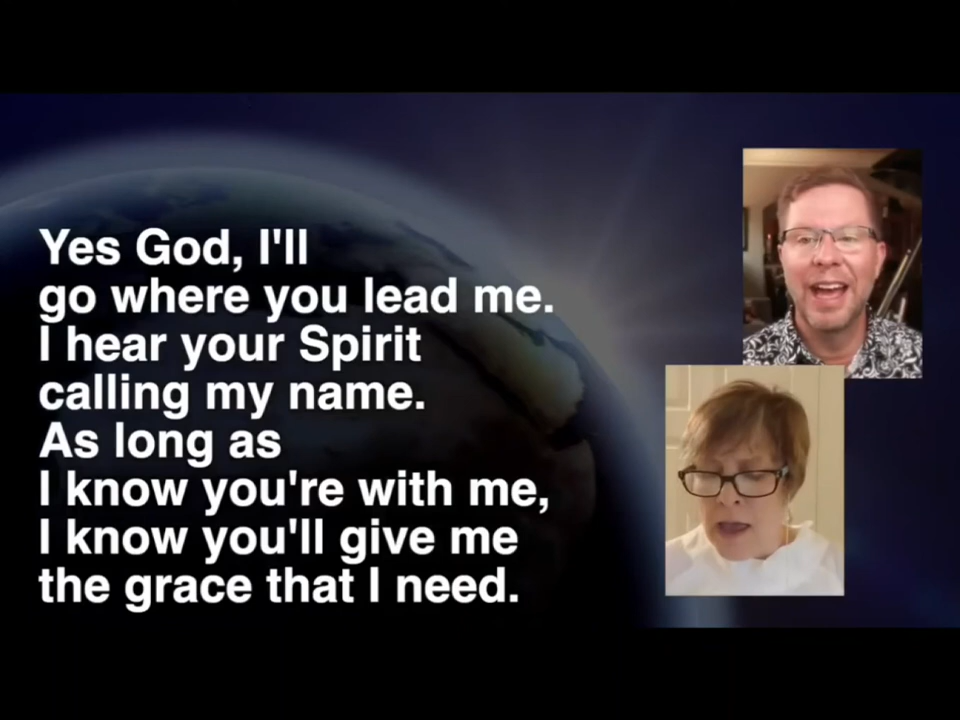 Yes God, I'll
go where you lead me.
I hear your Spirit
calling my name.
As long as
I know you're with me,
I know you'll give me
the grace that I need.